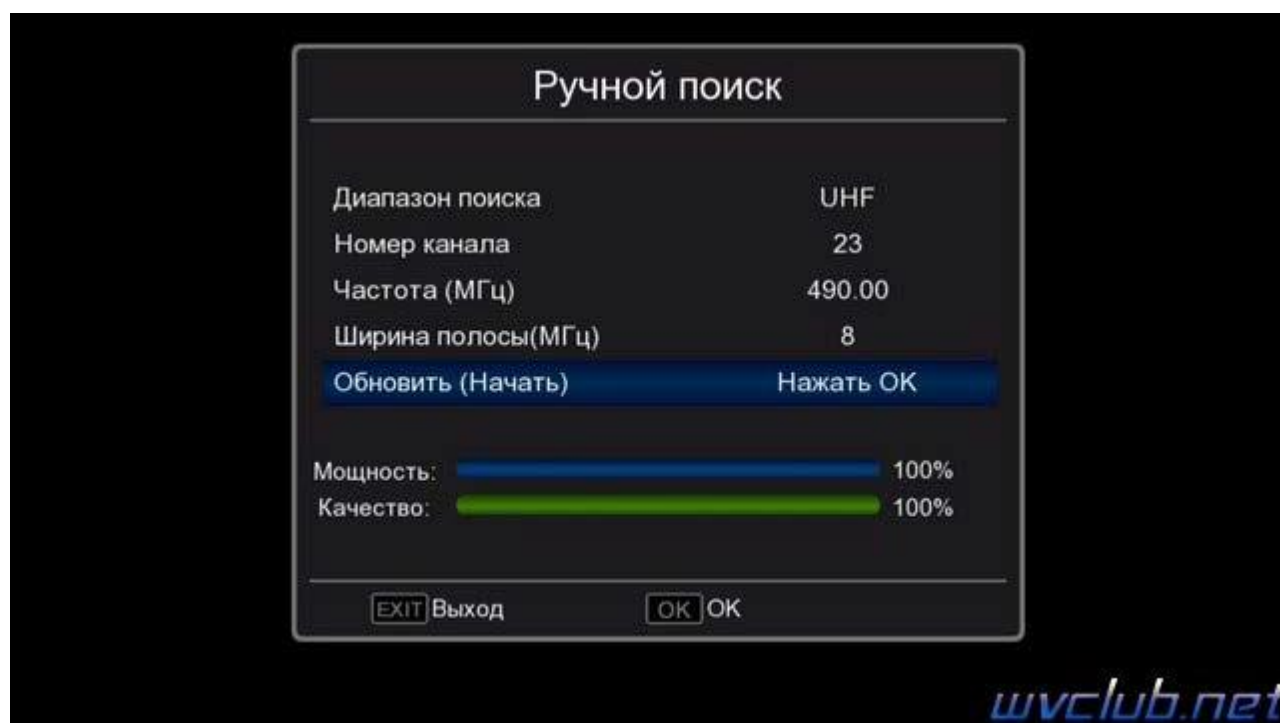 Ручной поиск
Диапазон поиска UHF
Номер канала 23
Частота (МГц) 490.00
Ширина полосы(МГц) 8
Обновить (Начать) Нажать OK
Мощность: 100%
Качество: 100%
EXIT Выход OK OK
wvclub.net